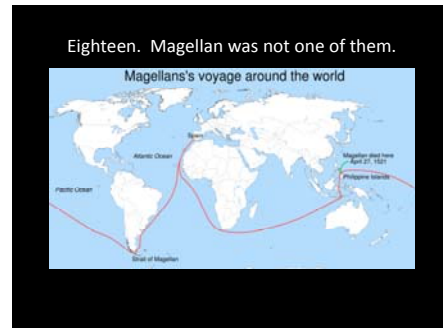 Eighteen. Magellan was not one of them.
Magellans's voyage around the world
Spain
Atlantic Ocean
Magellan died here
April 27, 1521
Pacific Ocean
Philippine Islands
Strait of Magellan